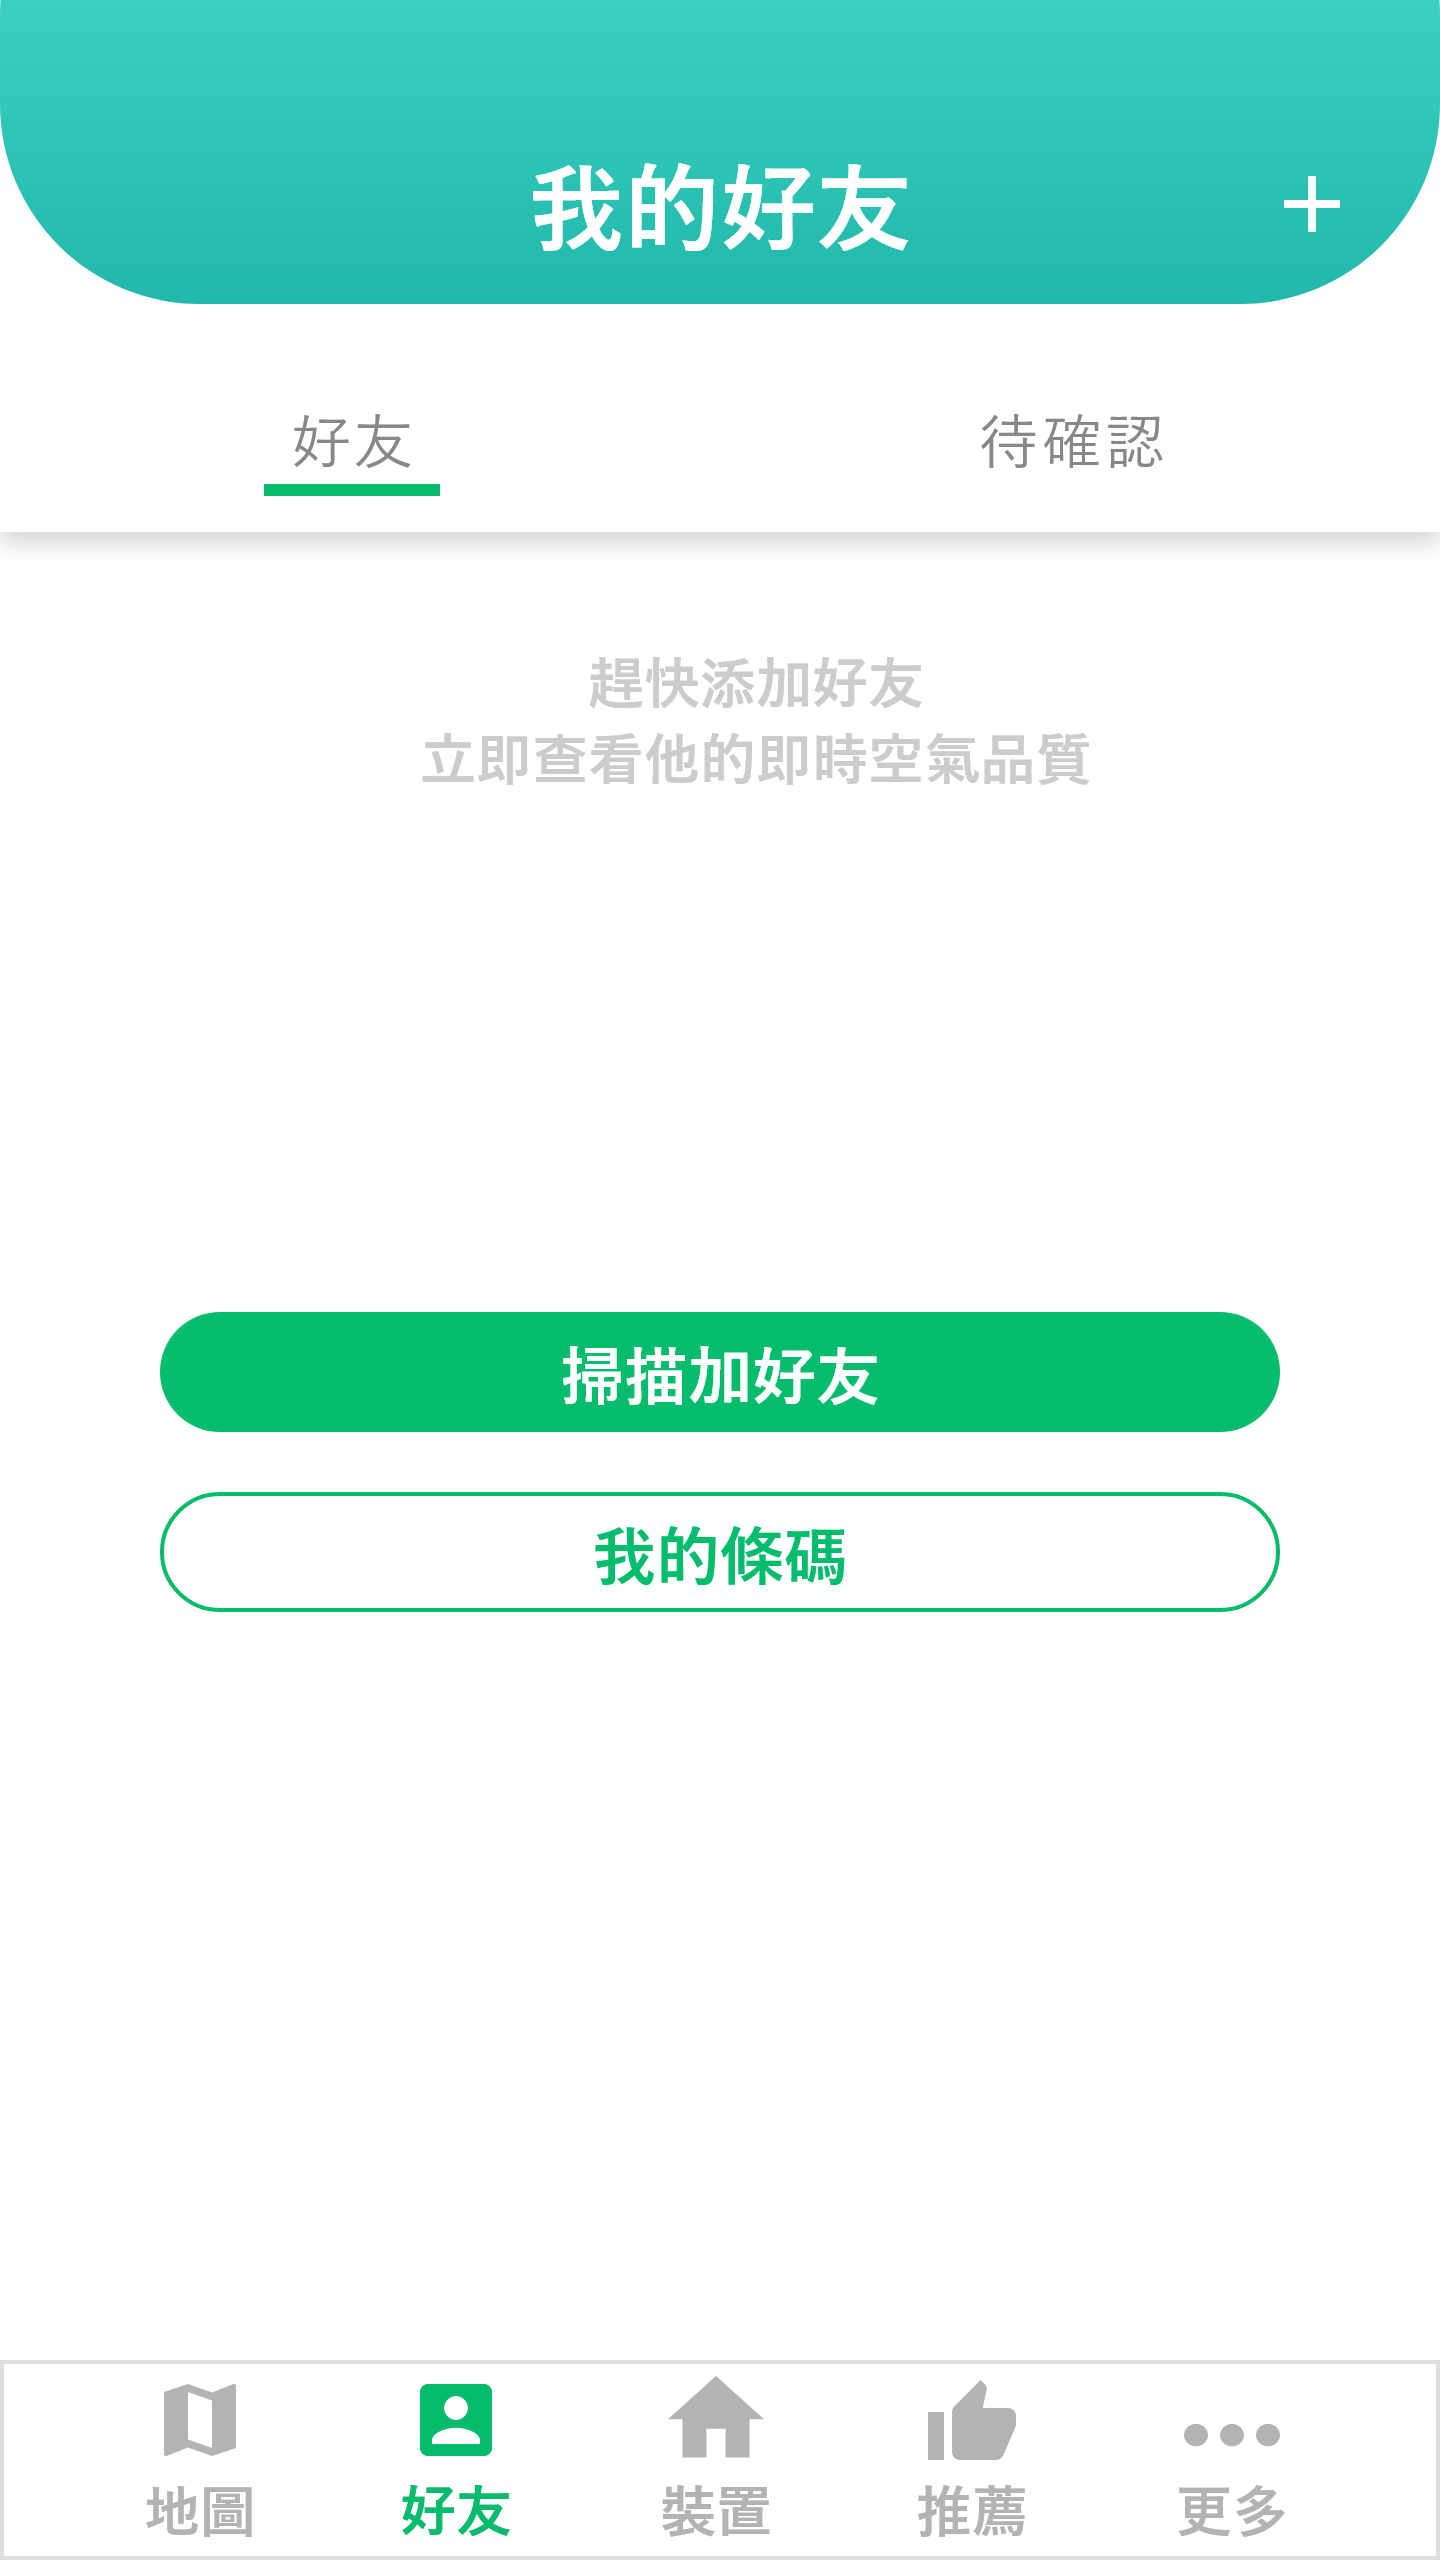 我的好友
好友
待確認
趕快添加好友
立即查看他的即時空氣品質
掃描加好友
我的條碼
地圖
好友
裝置
推薦
更多